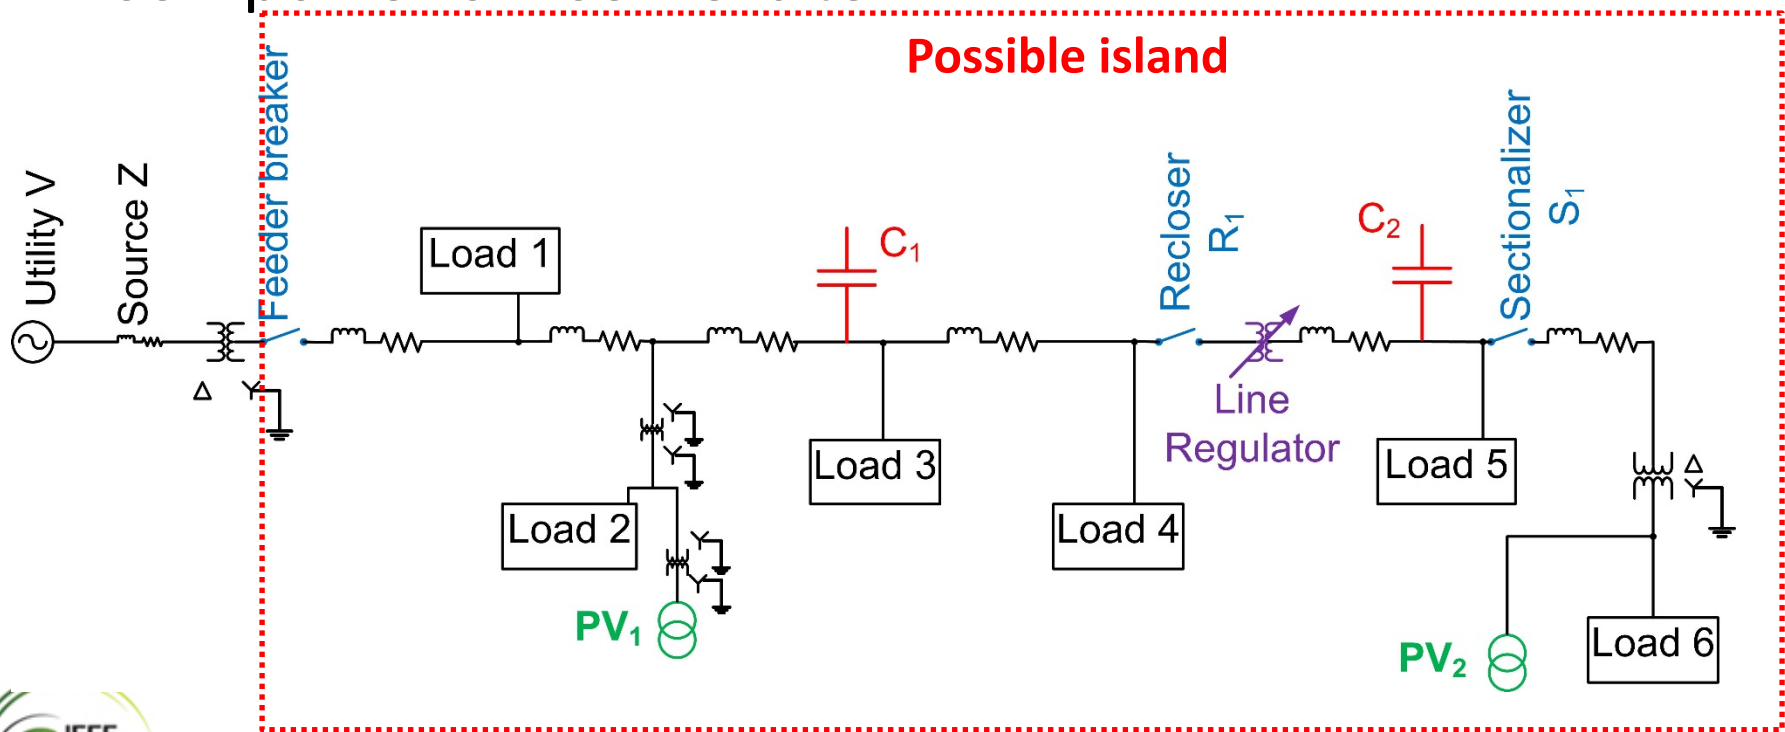 Possible island
Utility V
Source Z
Feeder breaker
Load 1
C₁
Recloser
R₁
C₂
Sectionalizer
S₁
Δ
Line
Regulator
Load 3
Load 5
Δ
Load 2
Load 4
PV₁
PV₂
Load 6
IEEE